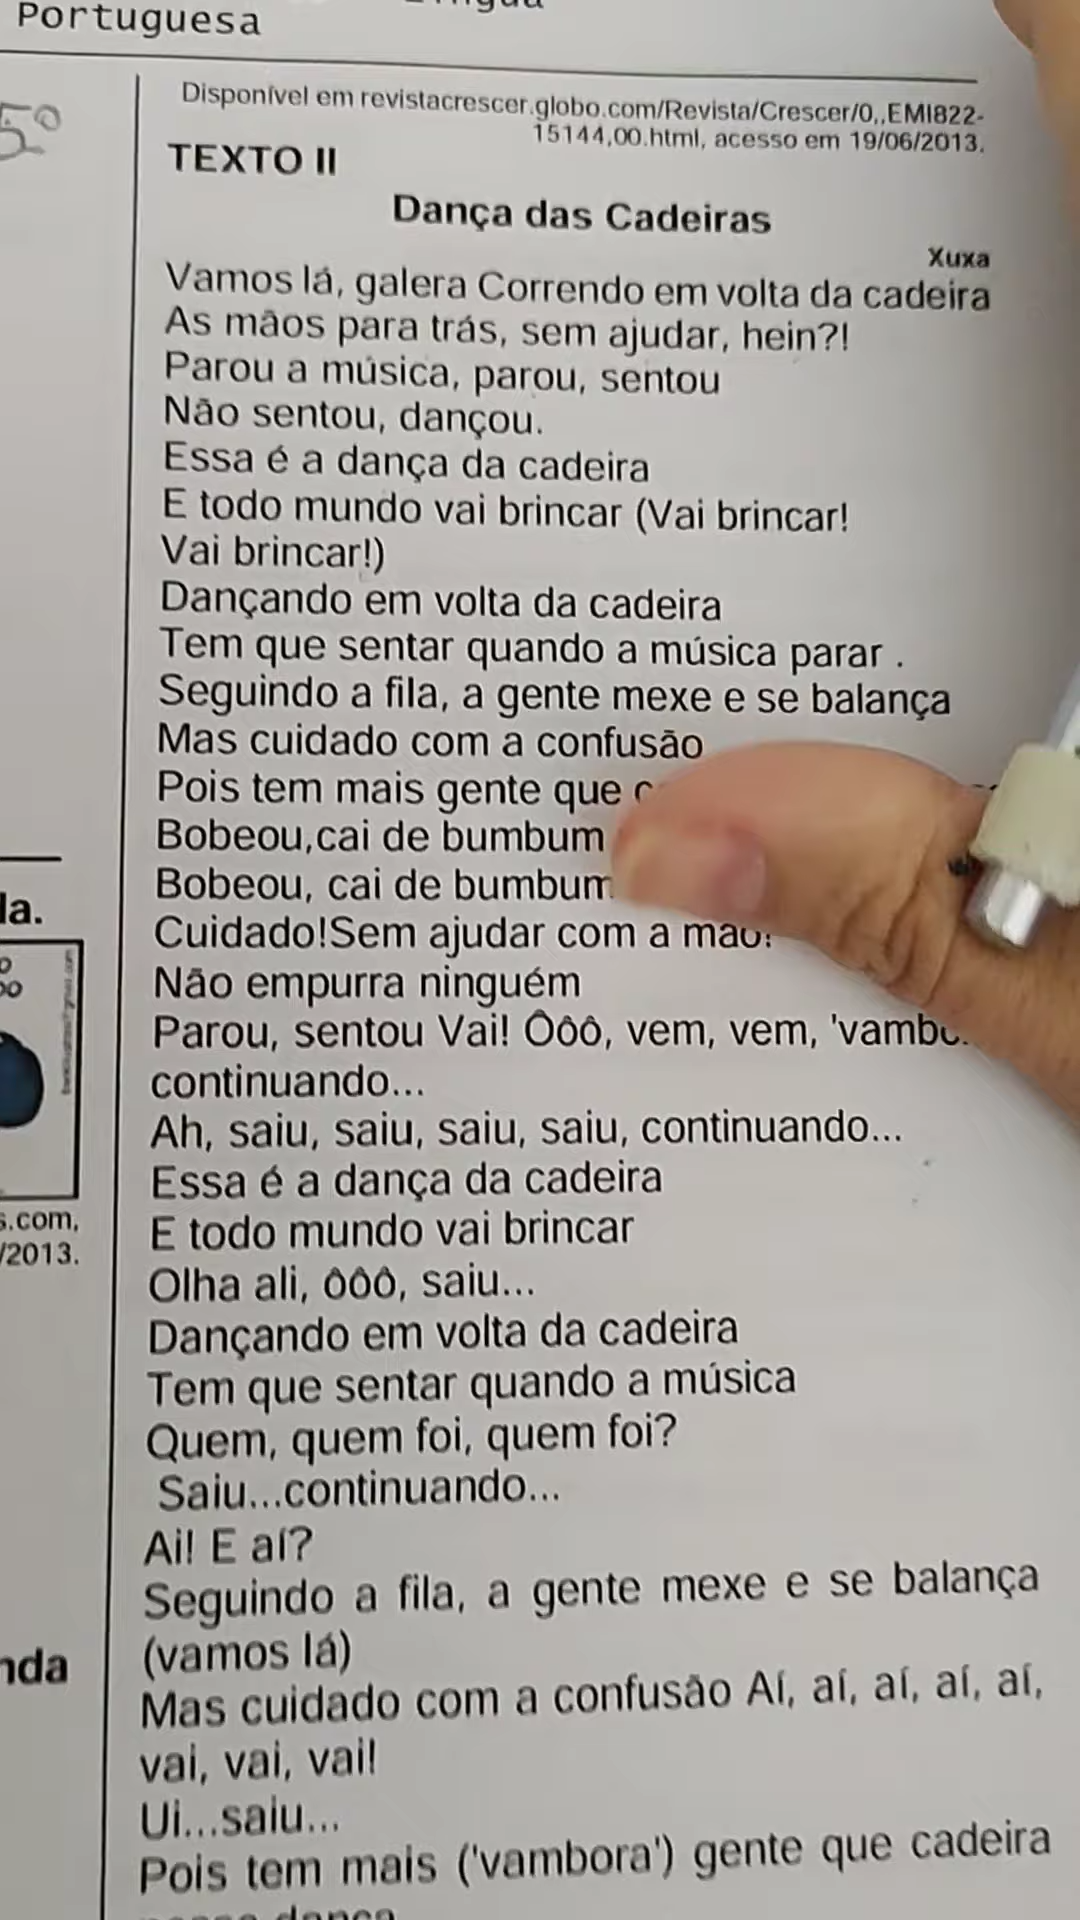 Portuguesa
5º
Disponível em revistacrescer.globo.com/Revista/Crescer/0,,EMI822-
15144,00.html, acesso em 19/06/2013.
TEXTO II
Dança das Cadeiras
Xuxa
Vamos lá, galera Correndo em volta da cadeira
As mãos para trás, sem ajudar, hein?!
Parou a música, parou, sentou
Não sentou, dançou.
Essa é a dança da cadeira
E todo mundo vai brincar (Vai brincar!
Vai brincar!)
Dançando em volta da cadeira
Tem que sentar quando a música parar .
Seguindo a fila, a gente mexe e se balança
Mas cuidado com a confusão
Pois tem mais gente que
Bobeou,cai de bumbum
Bobeou, cai de bumbum
Cuidado!Sem ajudar com a mão!
Não empurra ninguém
Parou, sentou Vai! Ôôô, vem, vem,
continuando...
Ah, saiu, saiu, saiu, saiu, continuando...
Essa é a dança da cadeira
E todo mundo vai brincar
Olha ali, ôôô, saiu...
Dançando em volta da cadeira
Tem que sentar quando a música
Quem, quem foi, quem foi?
Saiu...continuando...
Ai! E aí?
Seguindo a fila, a gente mexe e se balança
(vamos lá)
Mas cuidado com a confusão Aí, aí, aí, aí, aí,
vai, vai, vai!
Ui...saiu...
Pois tem mais ('vambora') gente que cadeira
la.
s.com,
/2013.
nda